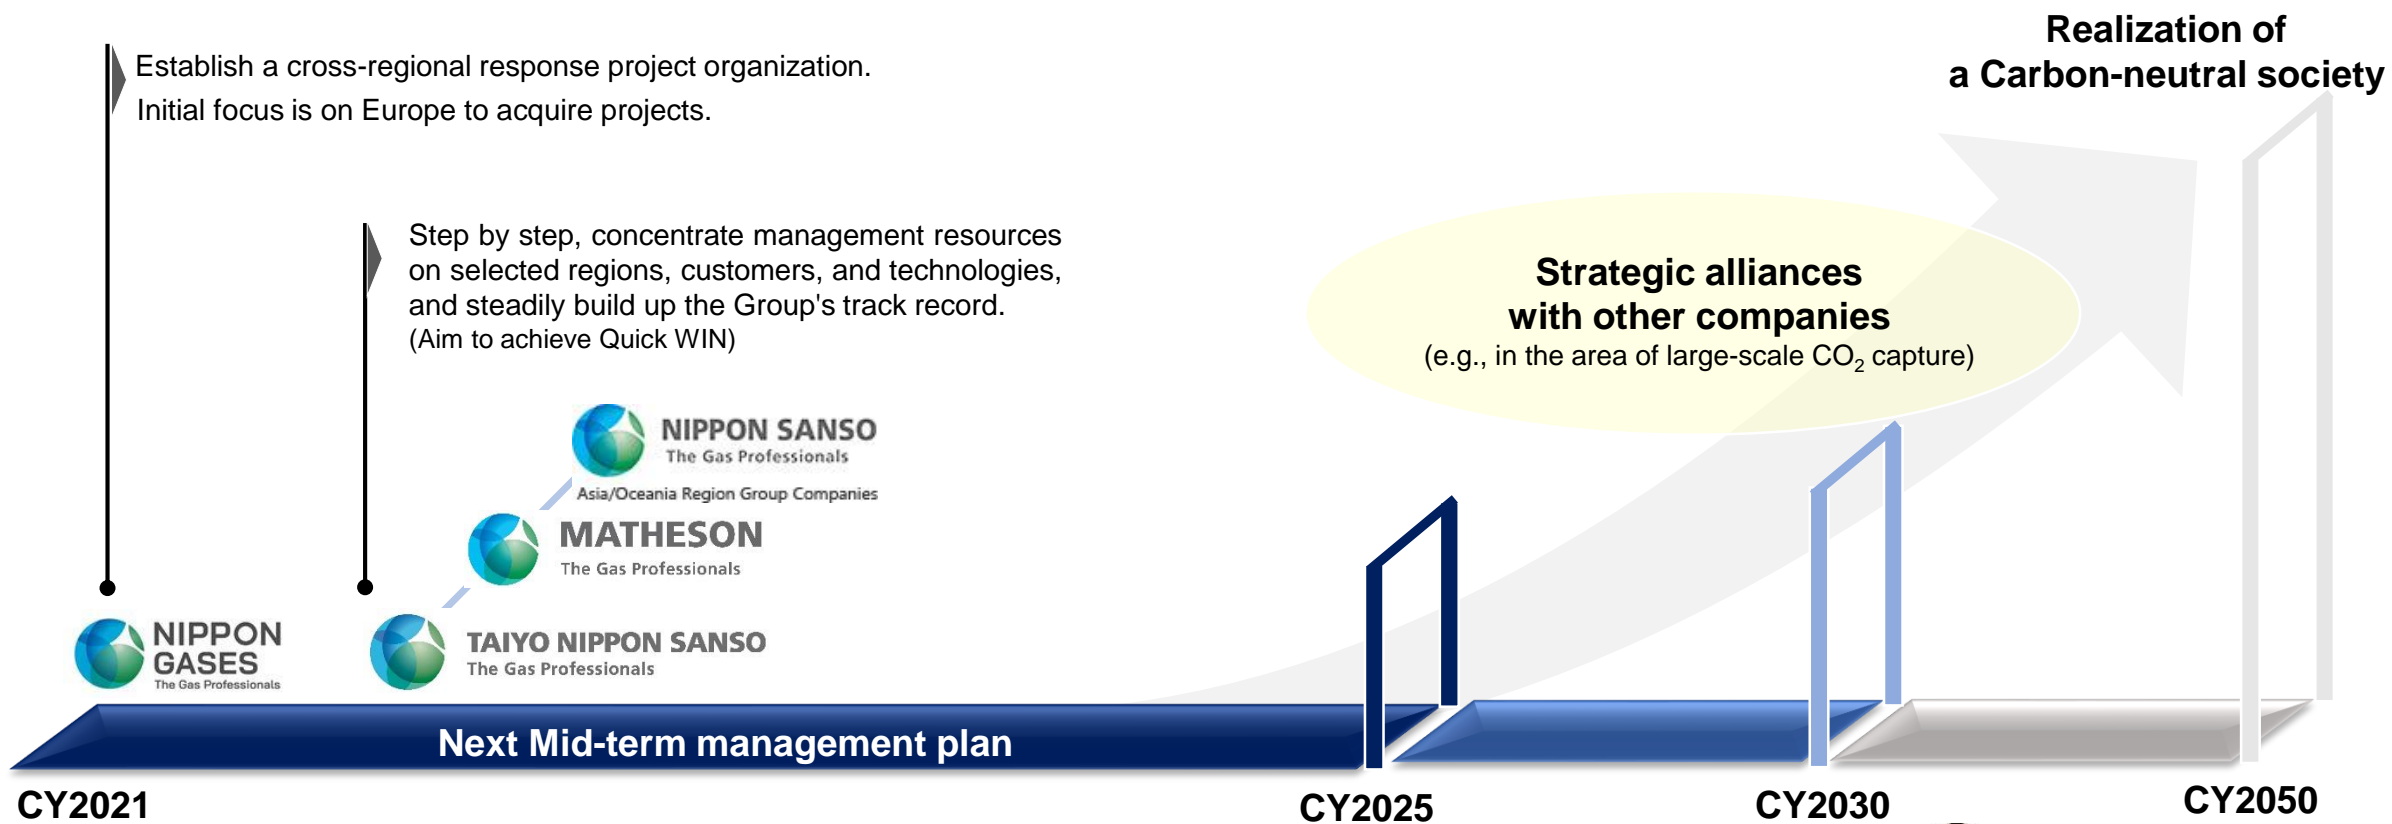 Realization of
a Carbon-neutral society
Establish a cross-regional response project organization.
Initial focus is on Europe to acquire projects.
Step by step, concentrate management resources
on selected regions, customers, and technologies,
and steadily build up the Group's track record.
(Aim to achieve Quick WIN)
Strategic alliances
with other companies
(e.g., in the area of large-scale CO₂ capture)
NIPPON SANSO
The Gas Professionals
Asia/Oceania Region Group Companies
MATHESON
The Gas Professionals
NIPPON
GASES
The Gas Professionals
TAIYO NIPPON SANSO
The Gas Professionals
Next Mid-term management plan
CY2021
CY2025
CY2030
CY2050